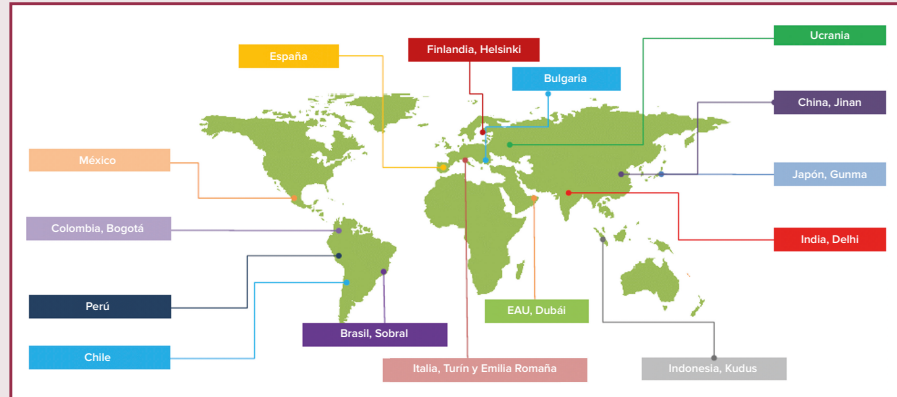 Ucrania
Finlandia, Helsinki
España
Bulgaria
China, Jinan
México
Japón, Gunma
Colombia, Bogotá
India, Delhi
Perú
EAU, Dubái
Brasil, Sobral
Chile
Italia, Turín y Emilia Romaña
Indonesia, Kudus